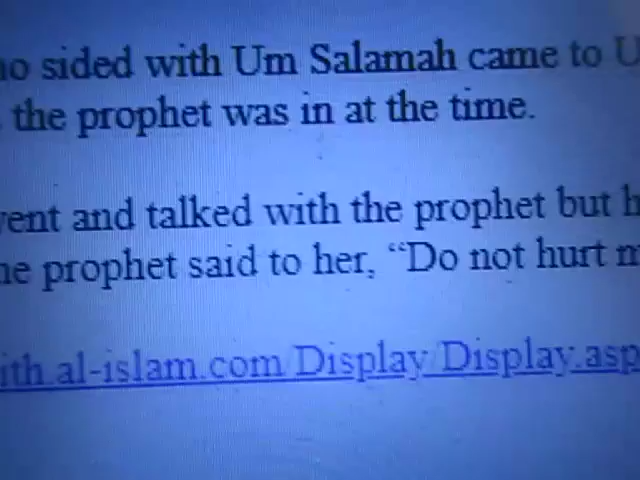 sided with Um Salamah came to
the prophet was in at the time.
and talked with the prophet but
prophet said to her, “Do not hurt
al-islam.com/Display/Display.asp